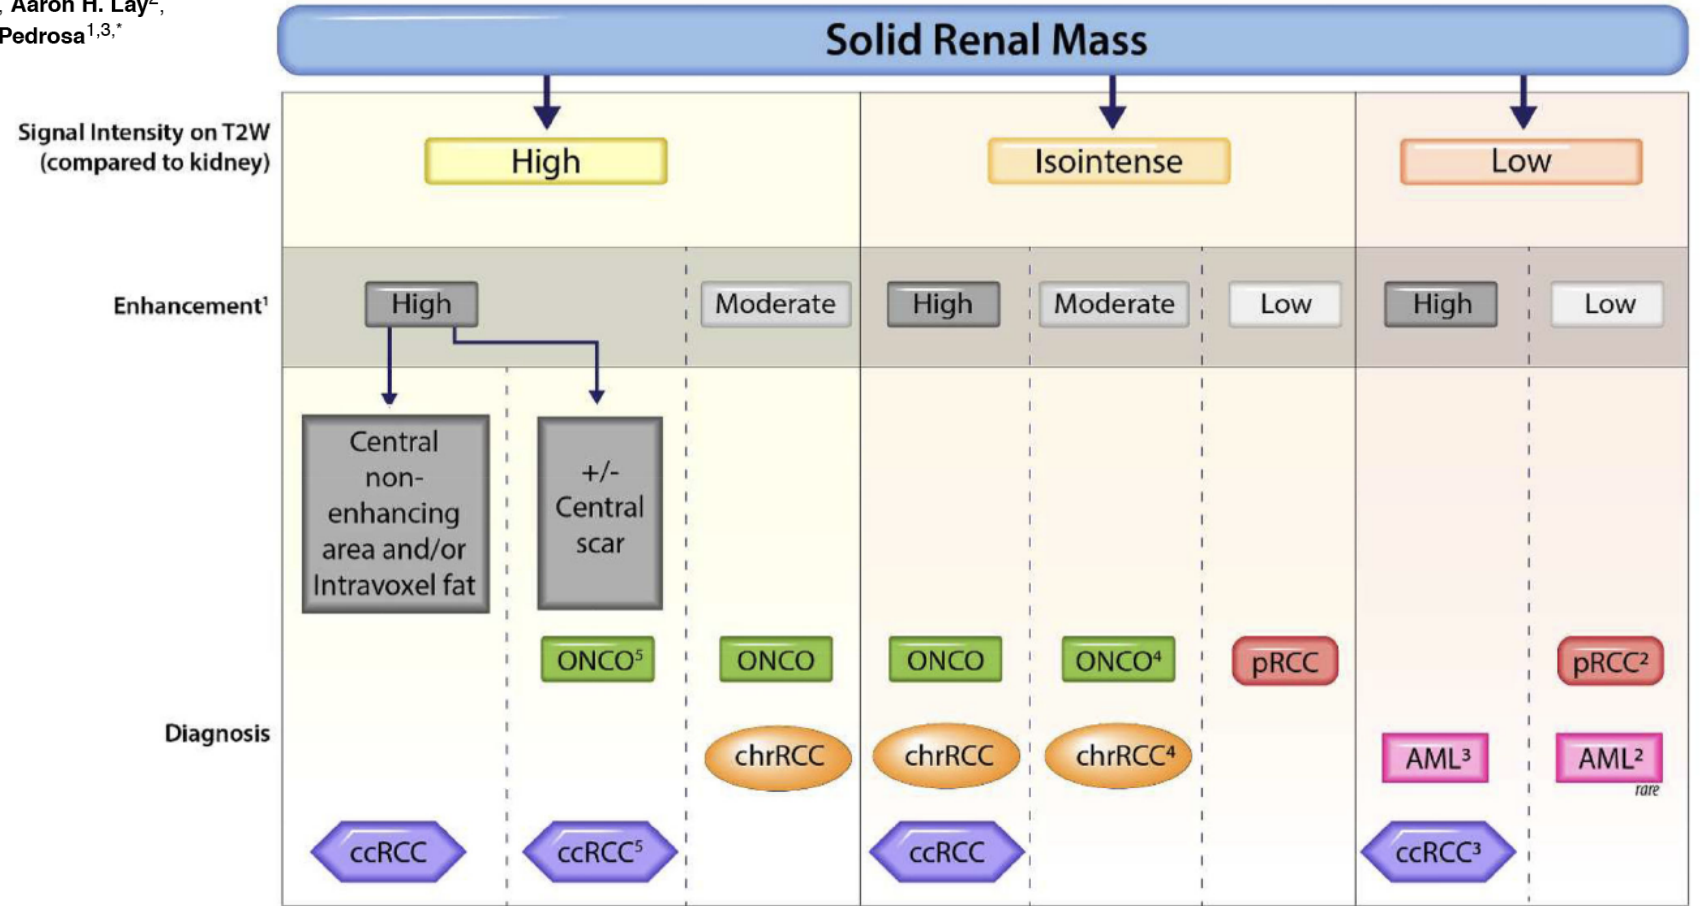 , Aaron H. Lay²,
Pedrosa¹,³,*
Solid Renal Mass
Signal Intensity on T2W
(compared to kidney)
High
Isointense
Low
Enhancement¹
High
Moderate
High
Moderate
Low
High
Low
Central
non-
enhancing
area and/or
Intravoxel fat
+/-
Central
scar
ONCO⁵
ONCO
ONCO
ONCO⁴
pRCC
pRCC²
Diagnosis
chrRCC
chrRCC
chrRCC⁴
AML³
AML²
rare
ccRCC
ccRCC⁵
ccRCC
ccRCC³